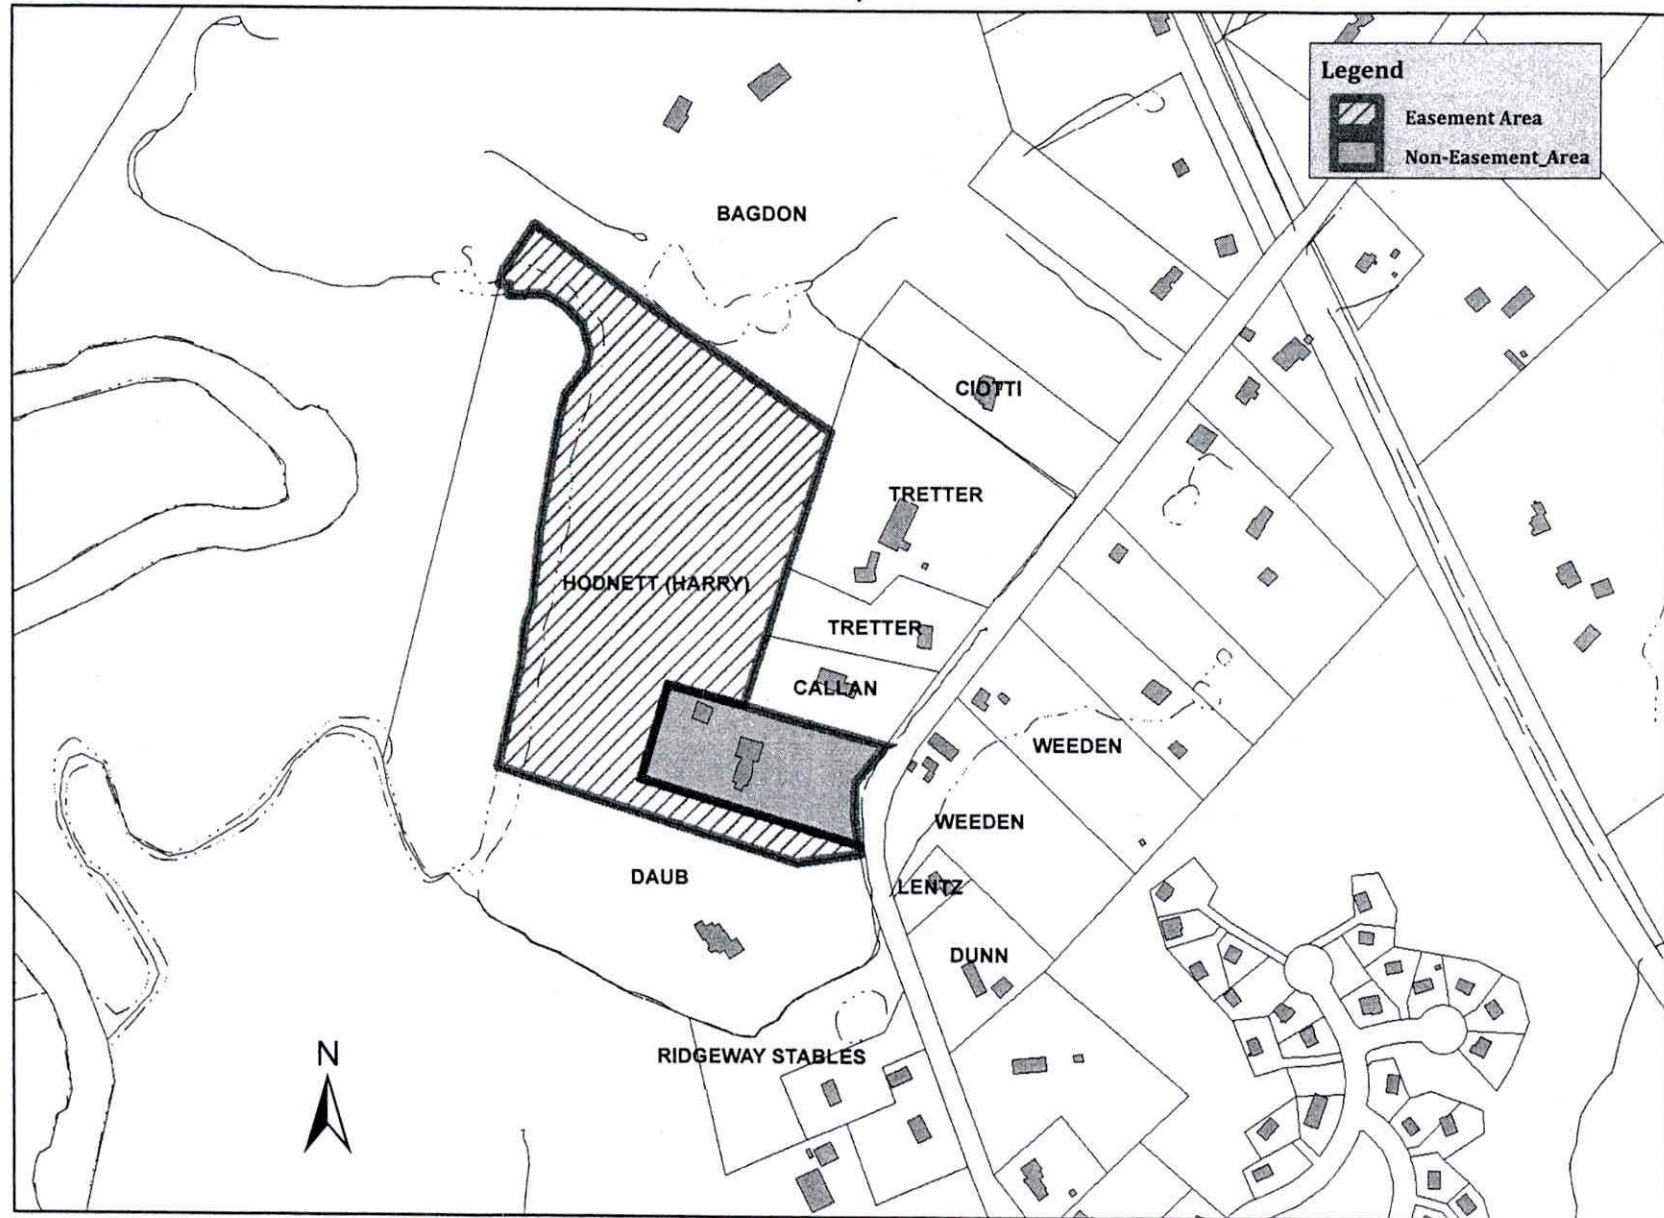 Legend
Easement Area
Non-Easement_Area
BAGDON
CIOTTI
TRETTER
HODNETT (HARRY)
TRETTER
CALLAN
WEEDEN
WEEDEN
DAUB
LENTZ
DUNN
RIDGEWAY STABLES
N